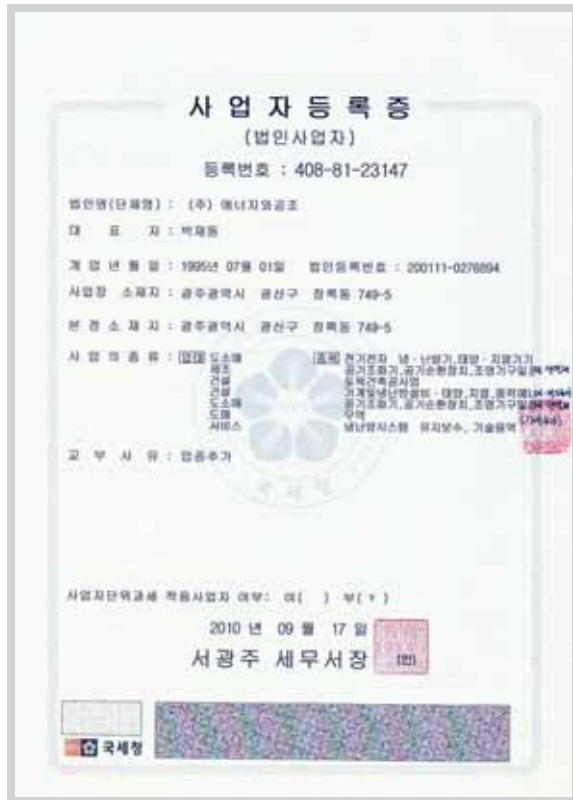 사업자등록증
(법인사업자)
등록번호 : 408-81-23147
법인명(단체명) : (주) 에너지와공조
대 표 자 : 박재동
개 업 년 월 일 : 1995년 07월 01일 법인등록번호 : 200111-0276894
사업장 소재지 : 광주광역시 광산구 장록동 749-5
본 점 소 재 지 : 광주광역시 광산구 장록동 749-5
사 업 의 종 류 : 업태 도소매 종목 전기전자 냉·난방기,태양·지열기기
제조 공기조화기,공기순환장치,조명기구및
건설 토목건축공사업
건설 기계및냉난방설비·태양,지열,풍력
도소매 공기조화기,공기순환장치,조명기구및
도매 무역
서비스 냉난방시스템 유지보수, 기술용역
교 부 사 유 : 업종추가
국세청
사업자단위과세 적용사업자 여부: 여( ) 부( Y )
2010 년 09 월 17 일
서광주 세무서장 (인)
국세청